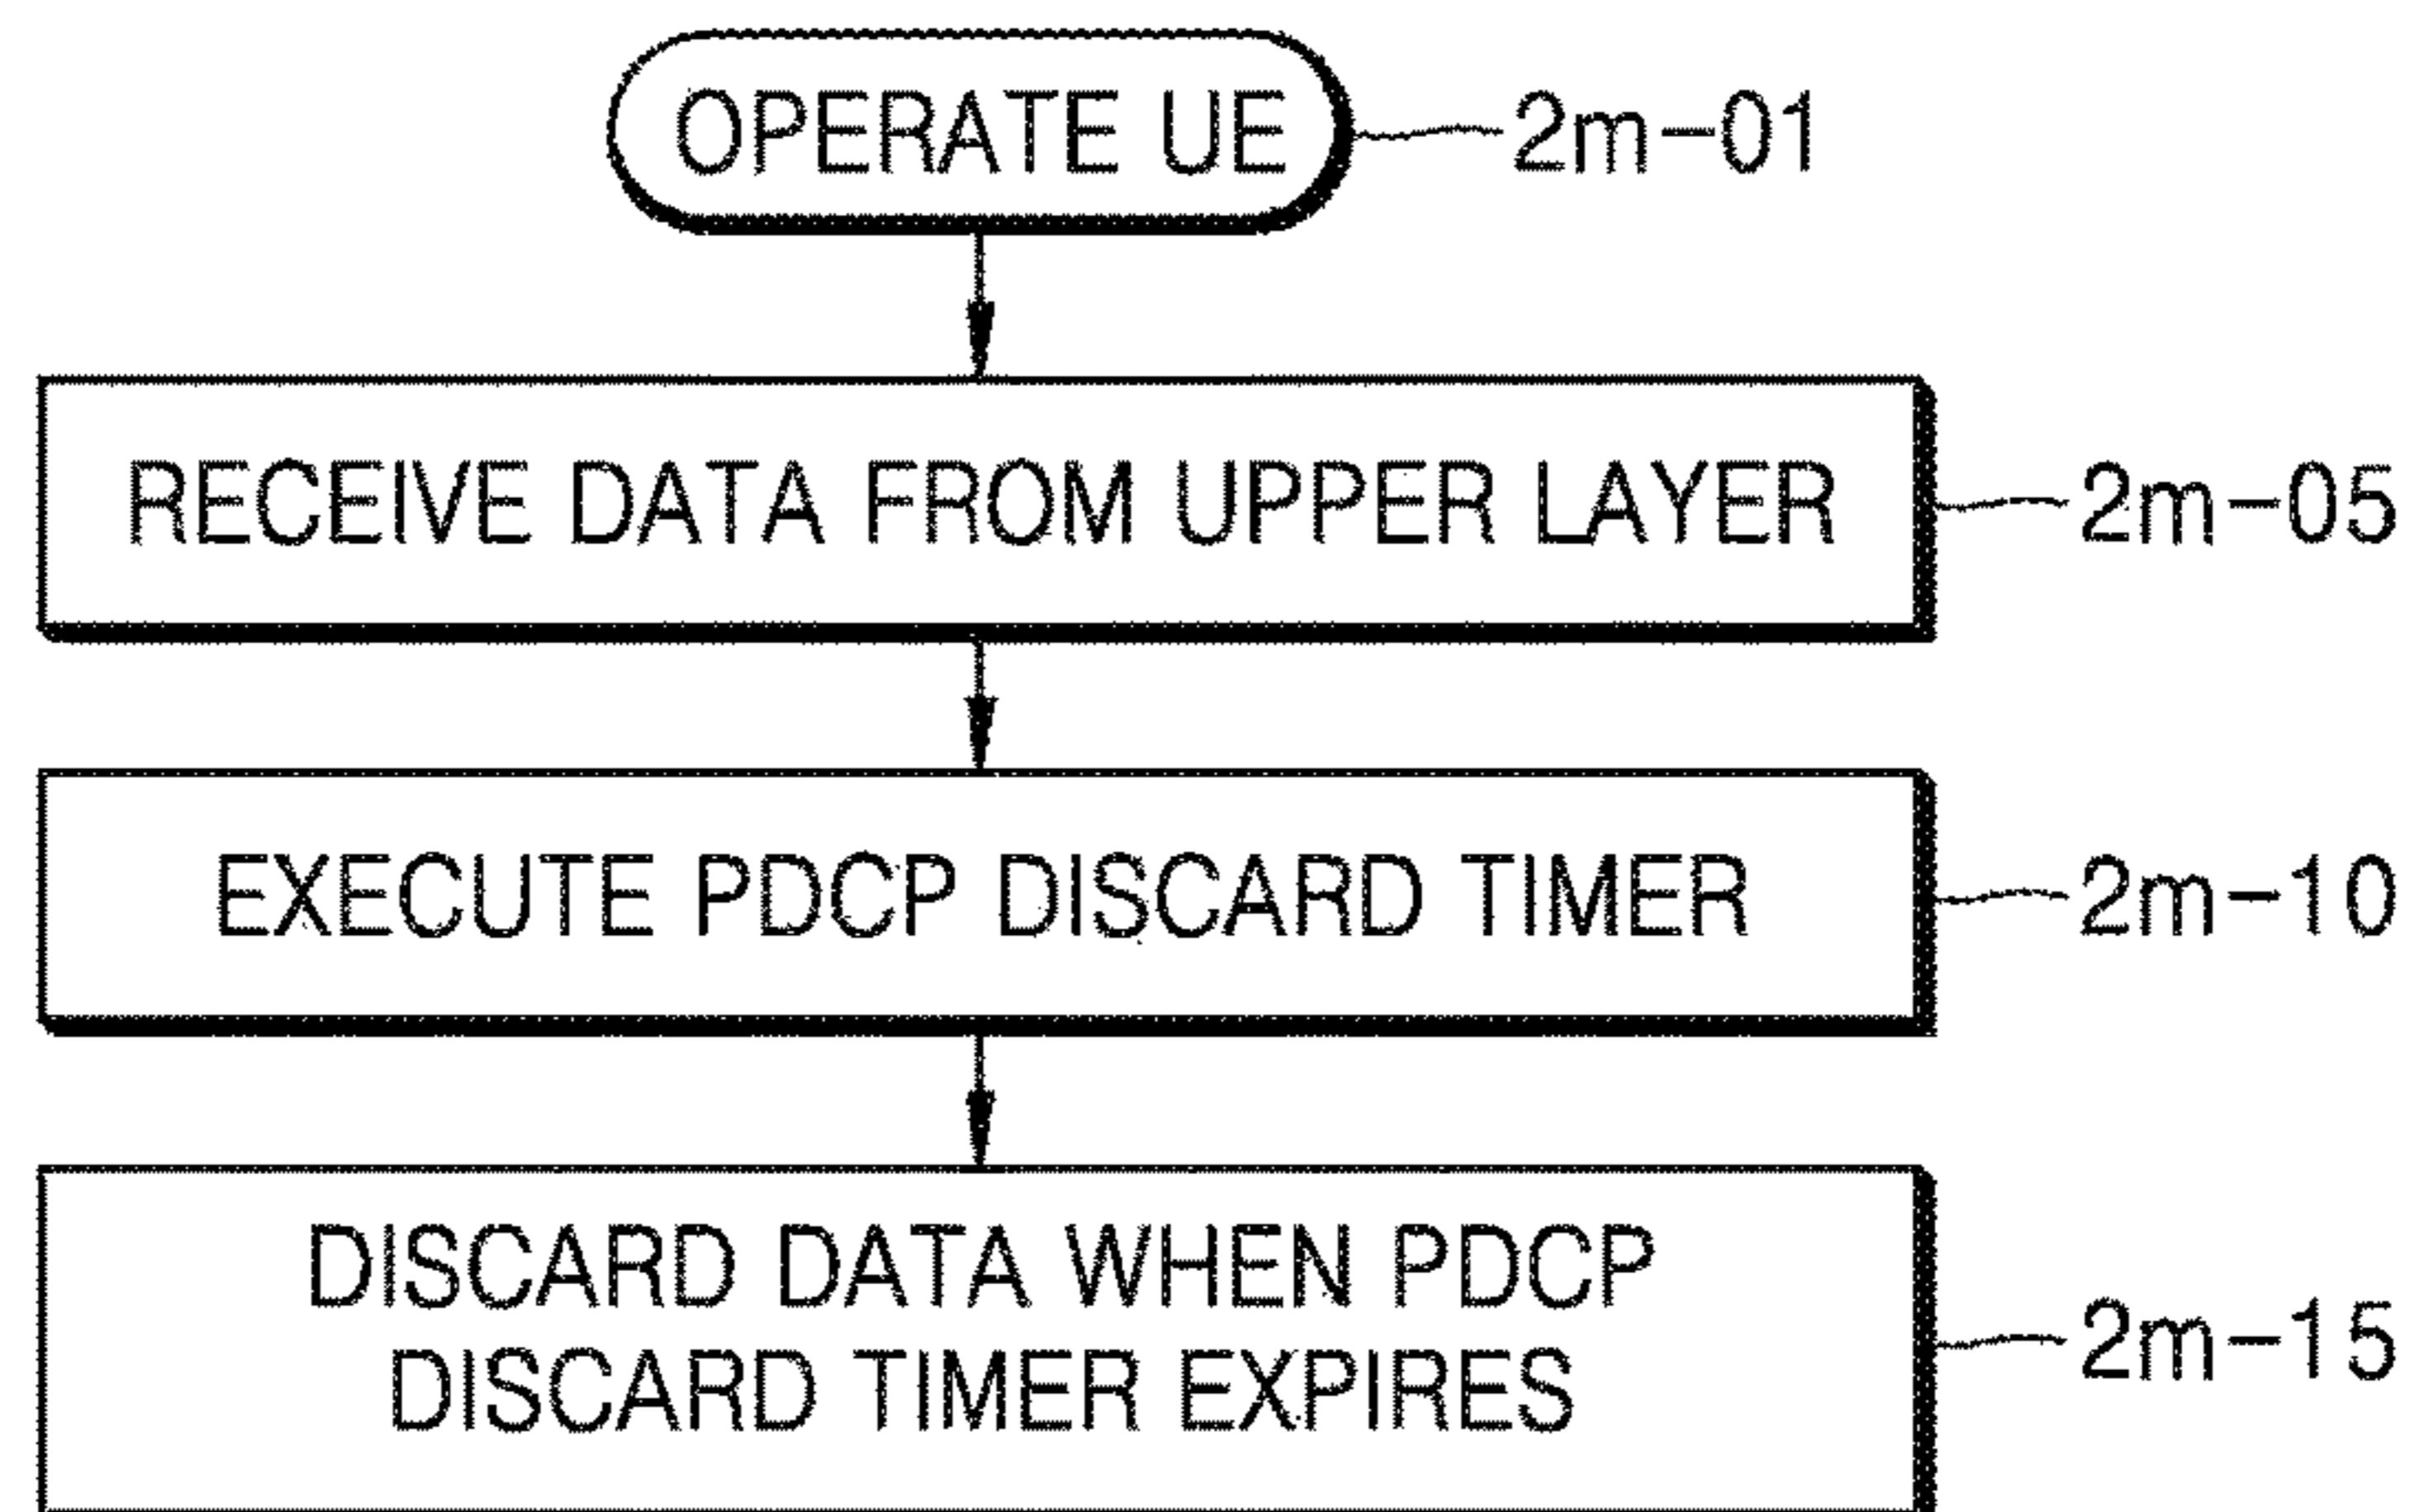 OPERATE UE 2m-01
RECEIVE DATA FROM UPPER LAYER 2m-05
EXECUTE PDCP DISCARD TIMER 2m-10
DISCARD DATA WHEN PDCP
DISCARD TIMER EXPIRES 2m-15